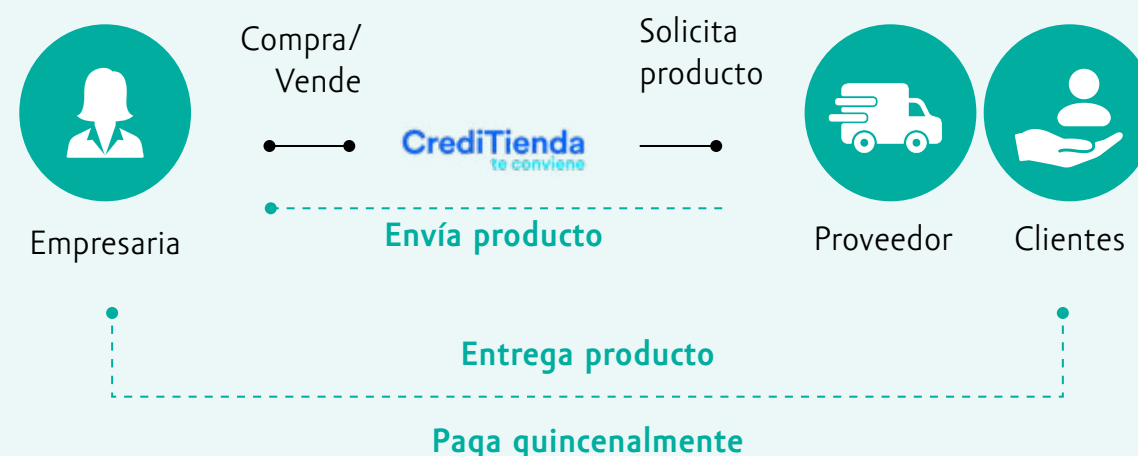 Compra/
Vende
Solicita
producto
CrediTienda
te conviene
Envía producto
Empresaria
Proveedor
Clientes
Entrega producto
Paga quincenalmente